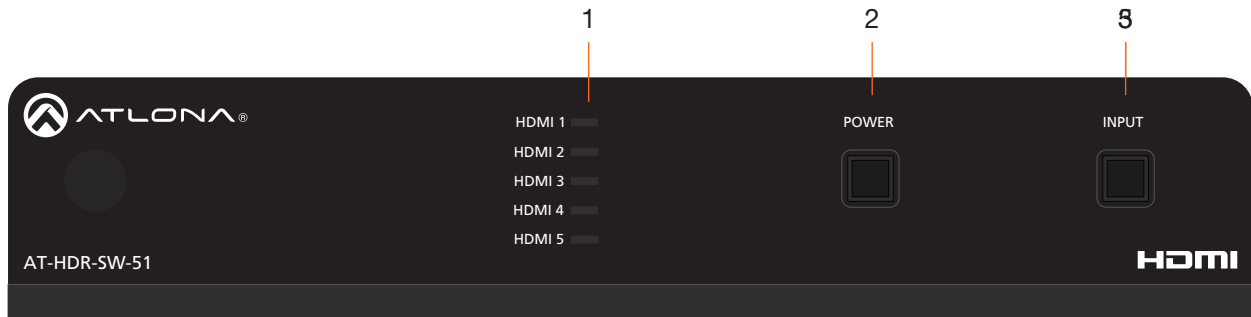 1 2
ATLONA®
HDMI 1
HDMI 2
HDMI 3
HDMI 4
HDMI 5
POWER
INPUT
AT-HDR-SW-51
HDMI